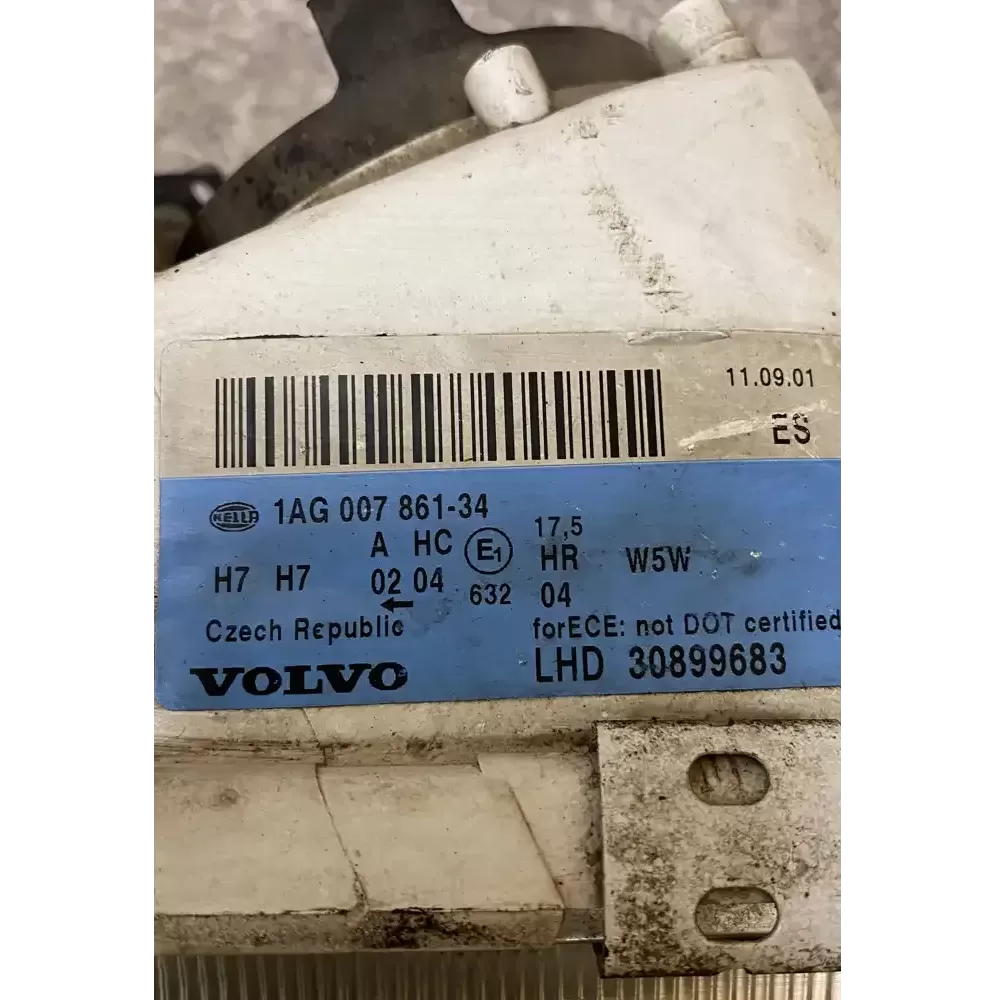 11.09.01
ES
HELLA 1AG 007 861-34
17,5
A HC E1 HR W5W
H7 H7 02 04 632 04
←
Czech Republic
forECE: not DOT certified
VOLVO
LHD 30899683